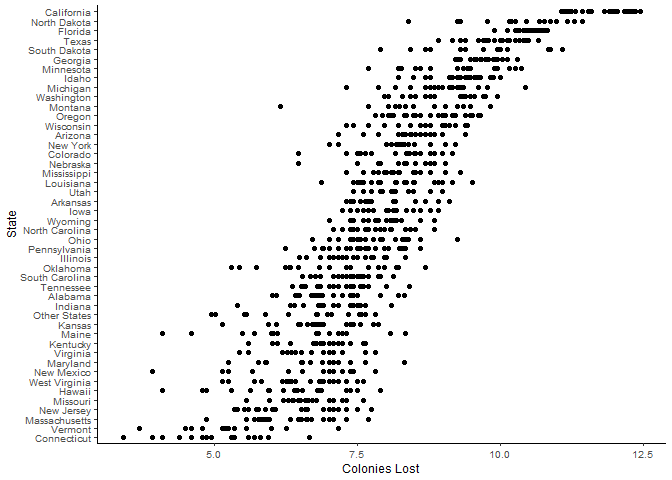 California
North Dakota
Florida
Texas
South Dakota
Georgia
Minnesota
Idaho
Michigan
Washington
Montana
Oregon
Wisconsin
Arizona
New York
Colorado
Nebraska
Mississippi
Louisiana
Utah
Arkansas
Iowa
Wyoming
North Carolina
Ohio
Pennsylvania
Illinois
Oklahoma
South Carolina
Tennessee
Alabama
Indiana
Other States
Kansas
Maine
Kentucky
Virginia
Maryland
New Mexico
West Virginia
Hawaii
Missouri
New Jersey
Massachusetts
Vermont
Connecticut
State
5.0 7.5 10.0 12.5
Colonies Lost